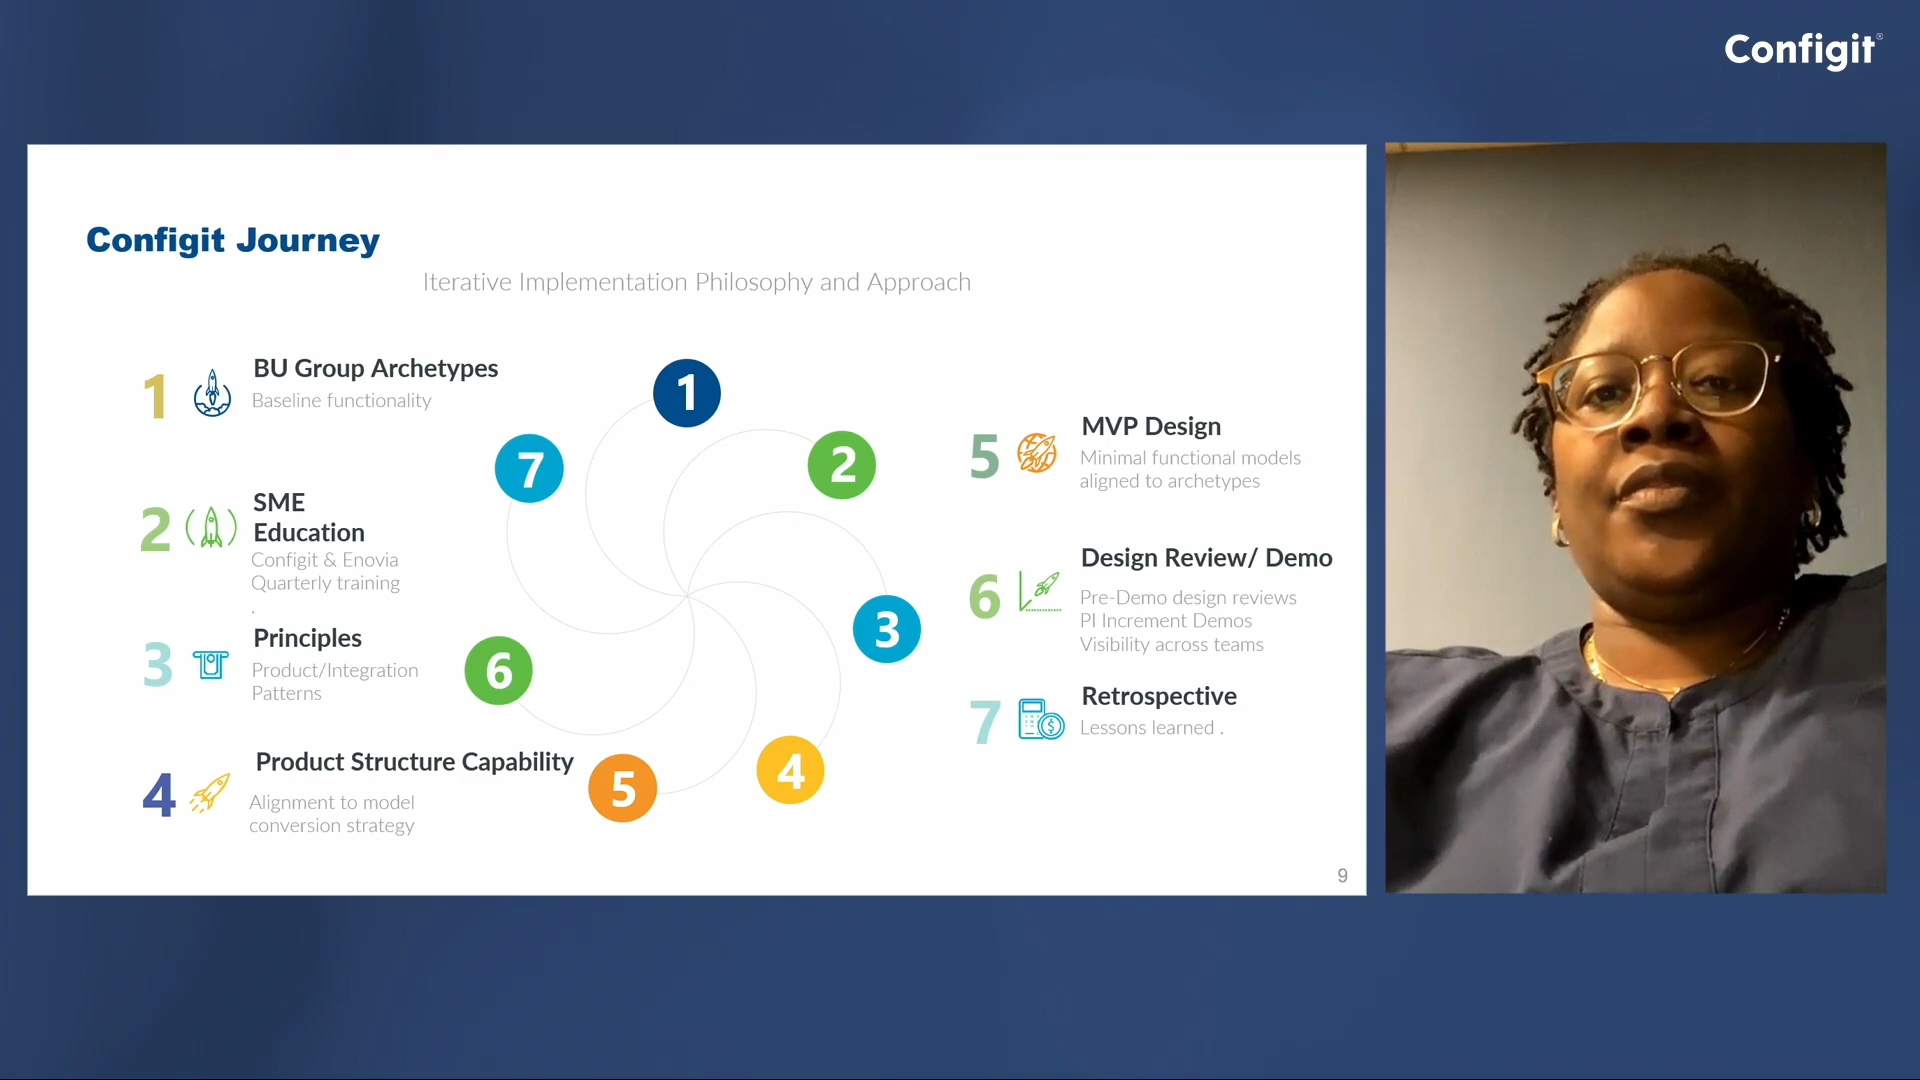 Configit®
Configit Journey
Iterative Implementation Philosophy and Approach
1
BU Group Archetypes
Baseline functionality
2
SME
Education
Configit & Enovia
Quarterly training
.
3
Principles
Product/Integration
Patterns
4
Product Structure Capability
Alignment to model
conversion strategy
1
2
3
4
5
6
7
5
MVP Design
Minimal functional models
aligned to archetypes
6
Design Review/ Demo
Pre-Demo design reviews
PI Increment Demos
Visibility across teams
7
Retrospective
Lessons learned .
$
9